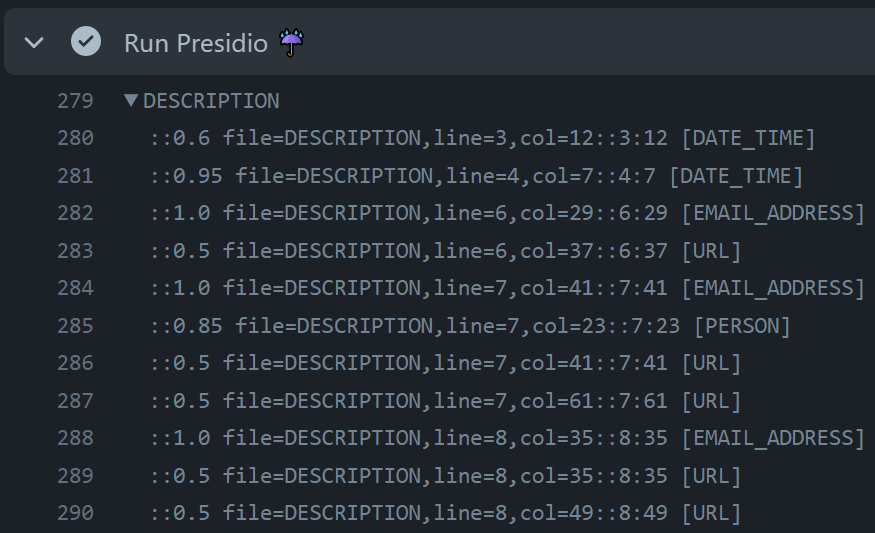 Run Presidio ☔
279 ▼DESCRIPTION
280 ::0.6 file=DESCRIPTION,line=3,col=12::3:12 [DATE_TIME]
281 ::0.95 file=DESCRIPTION,line=4,col=7::4:7 [DATE_TIME]
282 ::1.0 file=DESCRIPTION,line=6,col=29::6:29 [EMAIL_ADDRESS]
283 ::0.5 file=DESCRIPTION,line=6,col=37::6:37 [URL]
284 ::1.0 file=DESCRIPTION,line=7,col=41::7:41 [EMAIL_ADDRESS]
285 ::0.85 file=DESCRIPTION,line=7,col=23::7:23 [PERSON]
286 ::0.5 file=DESCRIPTION,line=7,col=41::7:41 [URL]
287 ::0.5 file=DESCRIPTION,line=7,col=61::7:61 [URL]
288 ::1.0 file=DESCRIPTION,line=8,col=35::8:35 [EMAIL_ADDRESS]
289 ::0.5 file=DESCRIPTION,line=8,col=35::8:35 [URL]
290 ::0.5 file=DESCRIPTION,line=8,col=49::8:49 [URL]